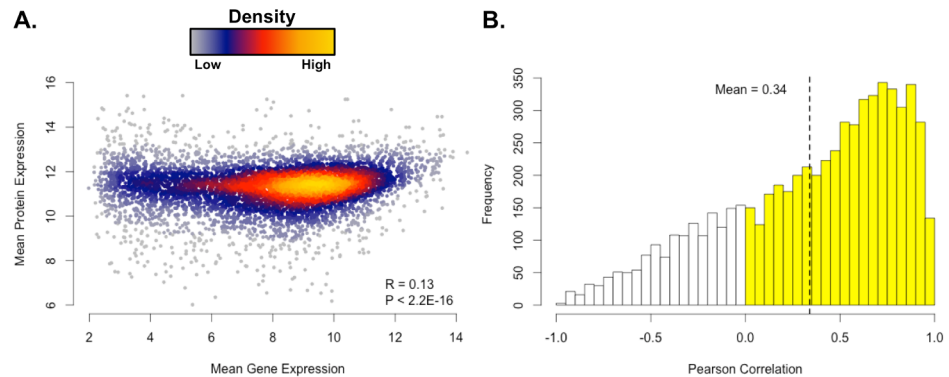 A.
Density
Low High
Mean Protein Expression
16
14
12
10
8
6
R = 0.13
P < 2.2E-16
2 4 6 8 10 12 14
Mean Gene Expression
B.
Mean = 0.34
Frequency
350
300
250
200
150
100
50
0
-1.0 -0.5 0.0 0.5 1.0
Pearson Correlation